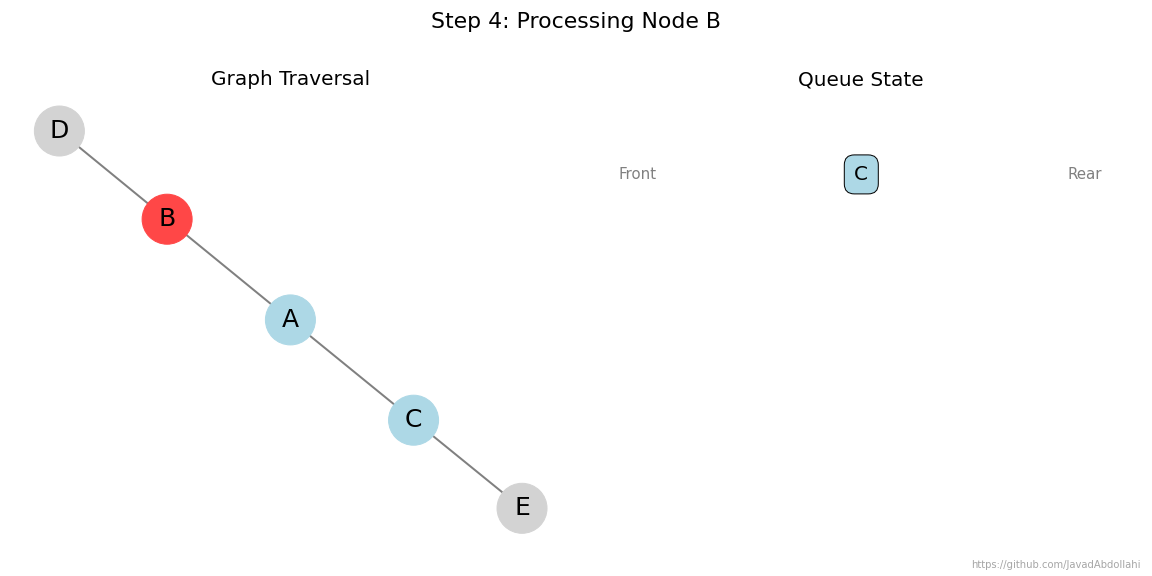 Step 4: Processing Node B
Graph Traversal
Queue State
D
B
A
C
E
Front
C
Rear
https://github.com/JavadAbdollahi